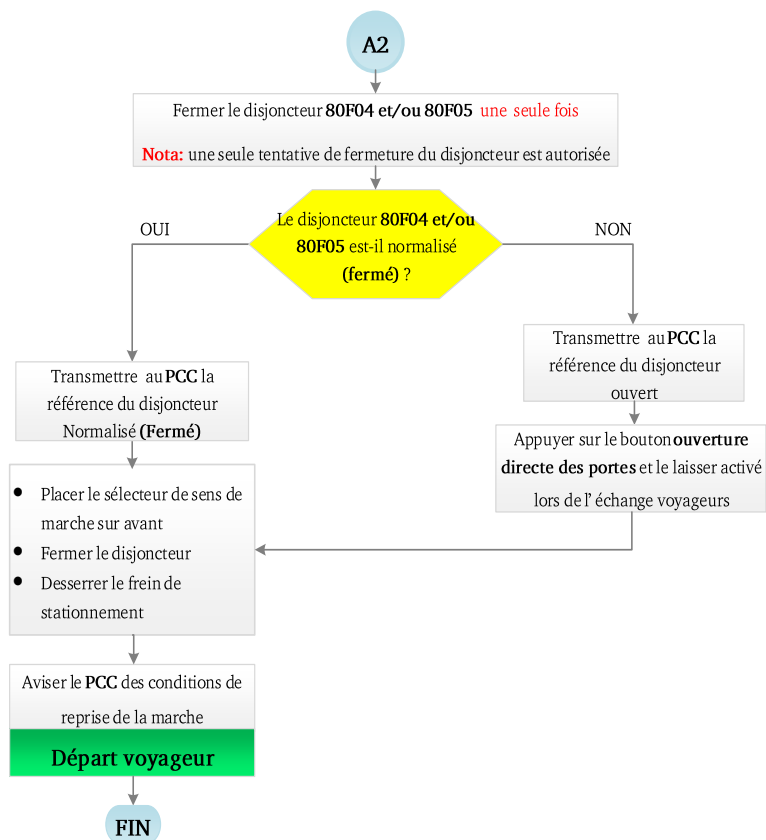 A2
Fermer le disjoncteur 80F04 et/ou 80F05 une seule fois
Nota: une seule tentative de fermeture du disjoncteur est autorisée
Le disjoncteur 80F04 et/ou
80F05 est-il normalisé
(fermé) ?
OUI
NON
Transmettre au PCC la
référence du disjoncteur
Normalisé (Fermé)
Transmettre au PCC la
référence du disjoncteur
ouvert
Appuyer sur le bouton ouverture
directe des portes et le laisser activé
lors de l’échange voyageurs
• Placer le sélecteur de sens de
marche sur avant
• Fermer le disjoncteur
• Desserrer le frein de
stationnement
Aviser le PCC des conditions de
reprise de la marche
Départ voyageur
FIN